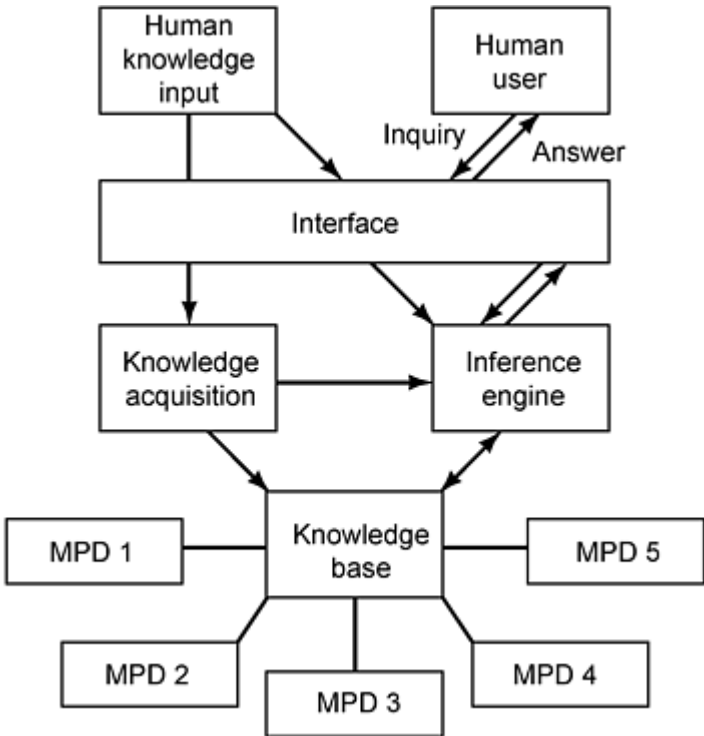 Human
knowledge
input
Human
user
Inquiry
Answer
Interface
Knowledge
acquisition
Inference
engine
Knowledge
base
MPD 1
MPD 5
MPD 2
MPD 3
MPD 4